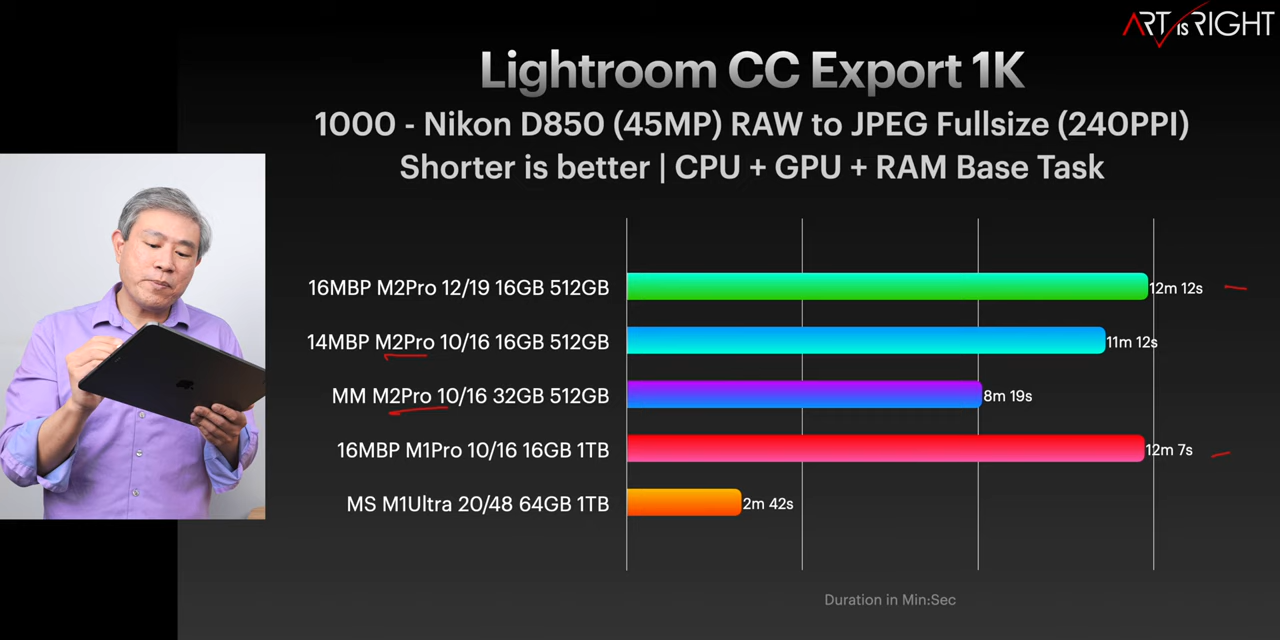 ART is RIGHT
Lightroom CC Export 1K
1000 - Nikon D850 (45MP) RAW to JPEG Fullsize (240PPI)
Shorter is better | CPU + GPU + RAM Base Task
16MBP M2Pro 12/19 16GB 512GB 12m 12s
14MBP M2Pro 10/16 16GB 512GB 11m 12s
MM M2Pro 10/16 32GB 512GB 8m 19s
16MBP M1Pro 10/16 16GB 1TB 12m 7s
MS M1Ultra 20/48 64GB 1TB 2m 42s
Duration in Min:Sec